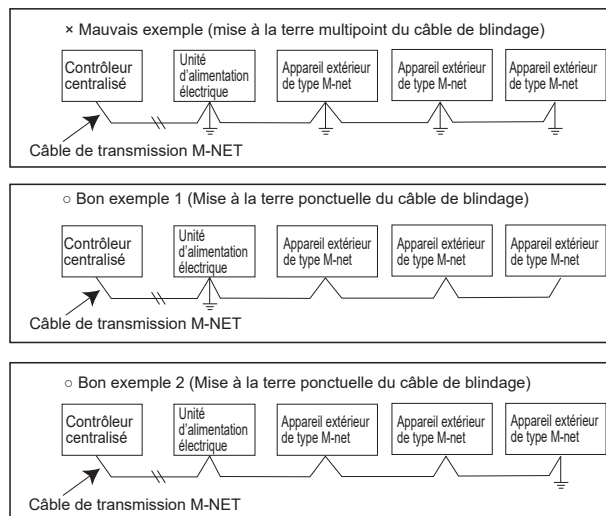 × Mauvais exemple (mise à la terre multipoint du câble de blindage)
Contrôleur
centralisé
Unité
d'alimentation
électrique
Appareil extérieur
de type M-net
Appareil extérieur
de type M-net
Appareil extérieur
de type M-net
Câble de transmission M-NET
○ Bon exemple 1 (Mise à la terre ponctuelle du câble de blindage)
Contrôleur
centralisé
Unité
d'alimentation
électrique
Appareil extérieur
de type M-net
Appareil extérieur
de type M-net
Appareil extérieur
de type M-net
Câble de transmission M-NET
○ Bon exemple 2 (Mise à la terre ponctuelle du câble de blindage)
Contrôleur
centralisé
Unité
d'alimentation
électrique
Appareil extérieur
de type M-net
Appareil extérieur
de type M-net
Appareil extérieur
de type M-net
Câble de transmission M-NET